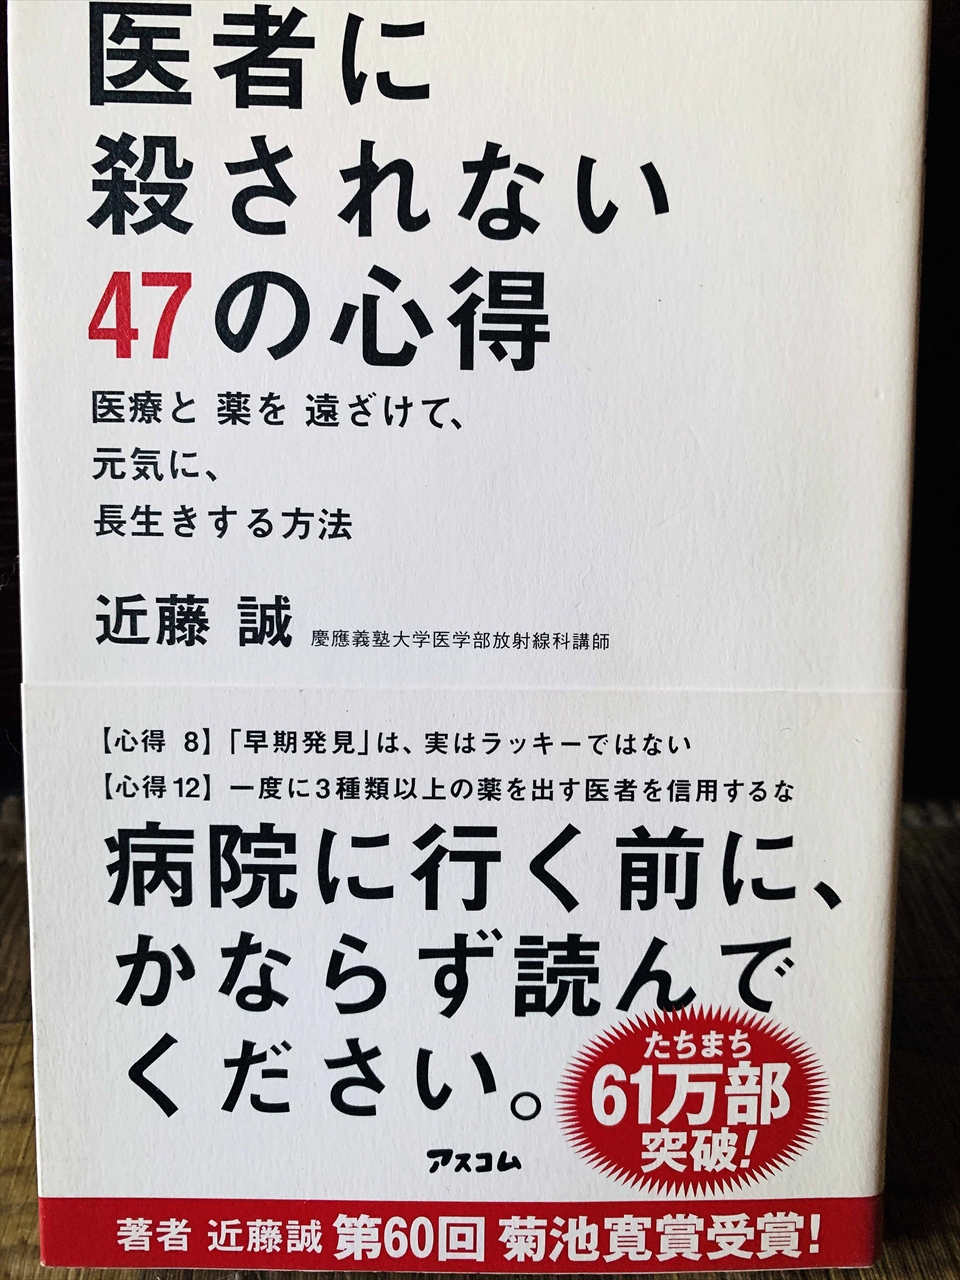 医者に
殺されない
47の心得
医療と 薬を 遠ざけて、
元気に、
長生きする方法
近藤 誠 慶應義塾大学医学部放射線科講師
【心得 8】「早期発見」は、実はラッキーではない
【心得12】一度に3種類以上の薬を出す医者を信用するな
病院に行く前に、
かならず読んで
ください。
たちまち
61万部
突破!
アスコム
著者 近藤誠 第60回 菊池寛賞受賞!